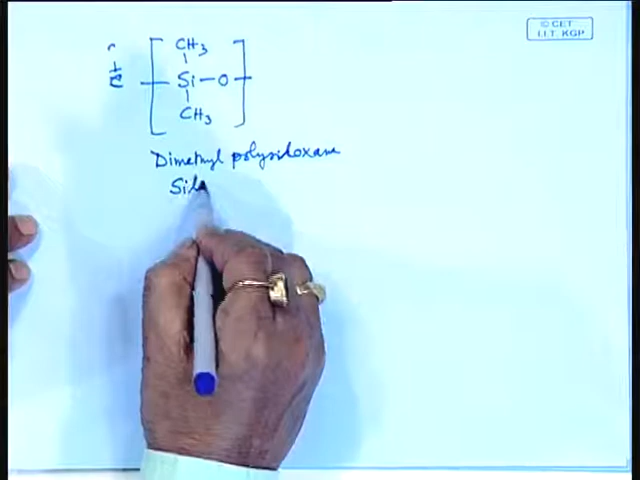 © CET
I.I.T. KGP
CH3
Si-O
CH3
Dimethyl polysiloxane
Sil